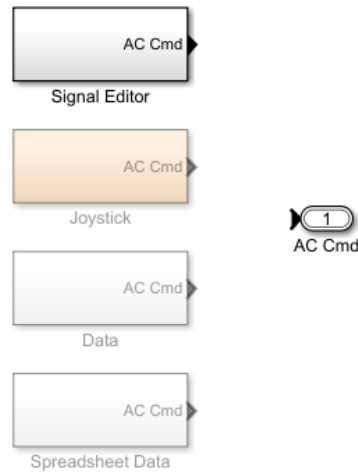 AC Cmd
Signal Editor
AC Cmd
Joystick
1
AC Cmd
AC Cmd
Data
AC Cmd
Spreadsheet Data